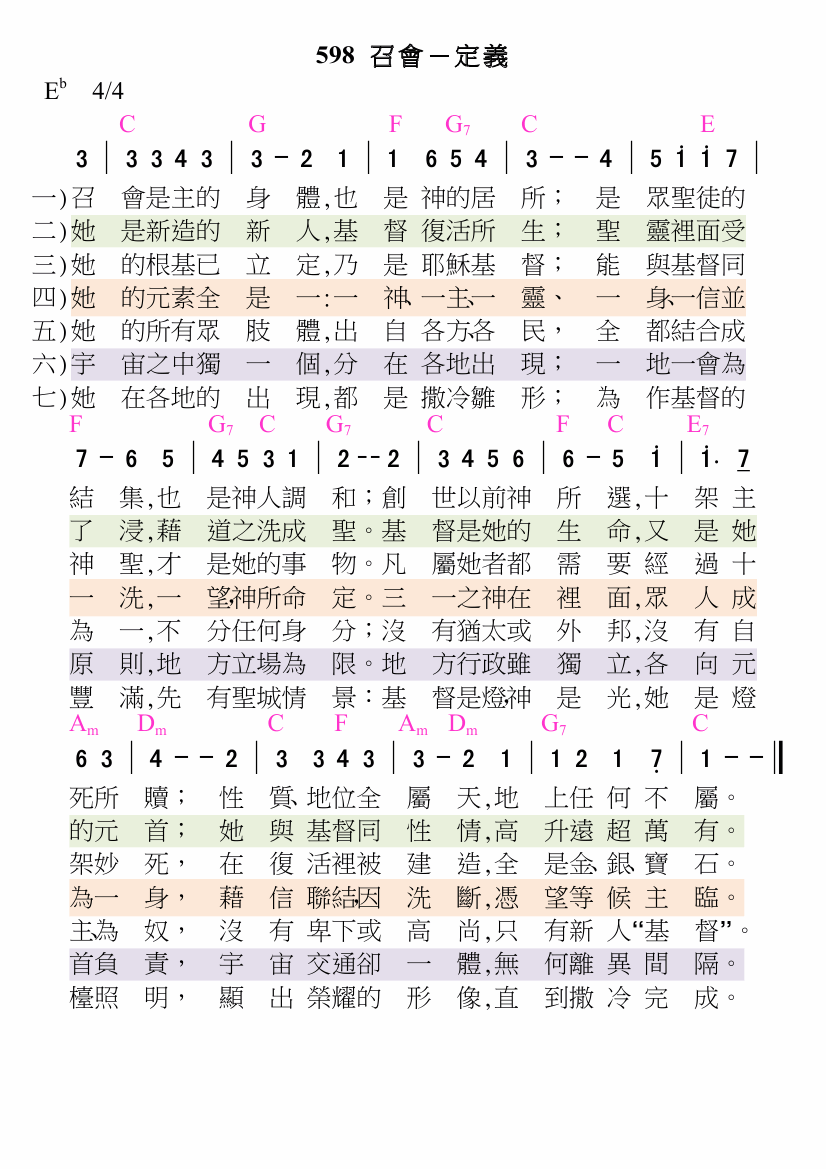 598 召會－定義
E♭ 4/4
C G F G7 C E
3 | 3 3 4 3 | 3 － 2 1 | 1 6 5 4 | 3 － － 4 | 5 i i 7 |
一)召 會是主的 身 體,也 是 神的居 所； 是 眾聖徒的
二)她 是新造的 新 人,基 督 復活所 生； 聖 靈裡面受
三)她 的根基已 立 定,乃 是 耶穌基 督； 能 與基督同
四)她 的元素全 是 一:一 神、一主、一 靈、 一 身、一信並
五)她 的所有眾 肢 體,出 自 各方、各 民， 全 都結合成
六)宇 宙之中獨 一 個,分 在 各地出 現； 一 地一會為
七)她 在各地的 出 現,都 是 撒冷雛 形； 為 作基督的
F G7 C G7 C F C E7
7 － 6 5 | 4 5 3 1 | 2 -- 2 | 3 4 5 6 | 6 － 5 i | i. 7
結 集,也 是神人調 和；創 世以前神 所 選,十 架 主
了 浸,藉 道之洗成 聖。基 督是她的 生 命,又 是 她
神 聖,才 是她的事 物。凡 屬她者都 需 要 經 過 十
一 洗,一 望,神所命 定。三 一之神在 裡 面,眾 人 成
為 一,不 分任何身 分；沒 有猶太或 外 邦,沒 有 自
原 則,地 方立場為 限。地 方行政雖 獨 立,各 向 元
豐 滿,先 有聖城情 景：基 督是燈,神 是 光,她 是 燈
Am Dm C F Am Dm G7 C
6 3 | 4 － － 2 | 3 3 4 3 | 3 － 2 1 | 1 2 1 7̣ | 1 － － ‖
死所 贖； 性 質、地位全 屬 天,地 上任 何 不 屬。
的元 首； 她 與 基督同 性 情,高 升遠 超 萬 有。
架妙 死， 在 復 活裡被 建 造,全 是金、銀、寶 石。
為一 身， 藉 信 聯結,因 洗 斷,憑 望等 候 主 臨。
主、為 奴， 沒 有 卑下或 高 尚,只 有新 人“基 督”。
首負 責， 宇 宙 交通卻 一 體,無 何離 異 間 隔。
檯照 明， 顯 出 榮耀的 形 像,直 到撒 冷 完 成。